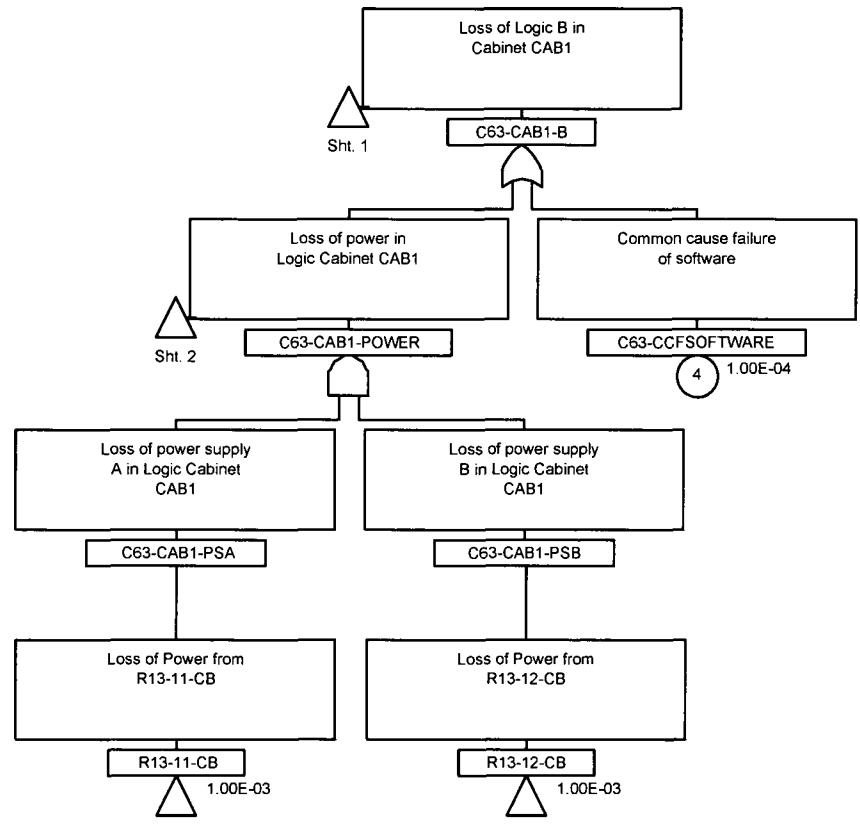 Loss of Logic B in
Cabinet CAB1
Sht. 1
C63-CAB1-B
Loss of power in
Logic Cabinet CAB1
Common cause failure
of software
Sht. 2
C63-CAB1-POWER
C63-CCFSOFTWARE
4
1.00E-04
Loss of power supply
A in Logic Cabinet
CAB1
Loss of power supply
B in Logic Cabinet
CAB1
C63-CAB1-PSA
C63-CAB1-PSB
Loss of Power from
R13-11-CB
Loss of Power from
R13-12-CB
R13-11-CB
1.00E-03
R13-12-CB
1.00E-03